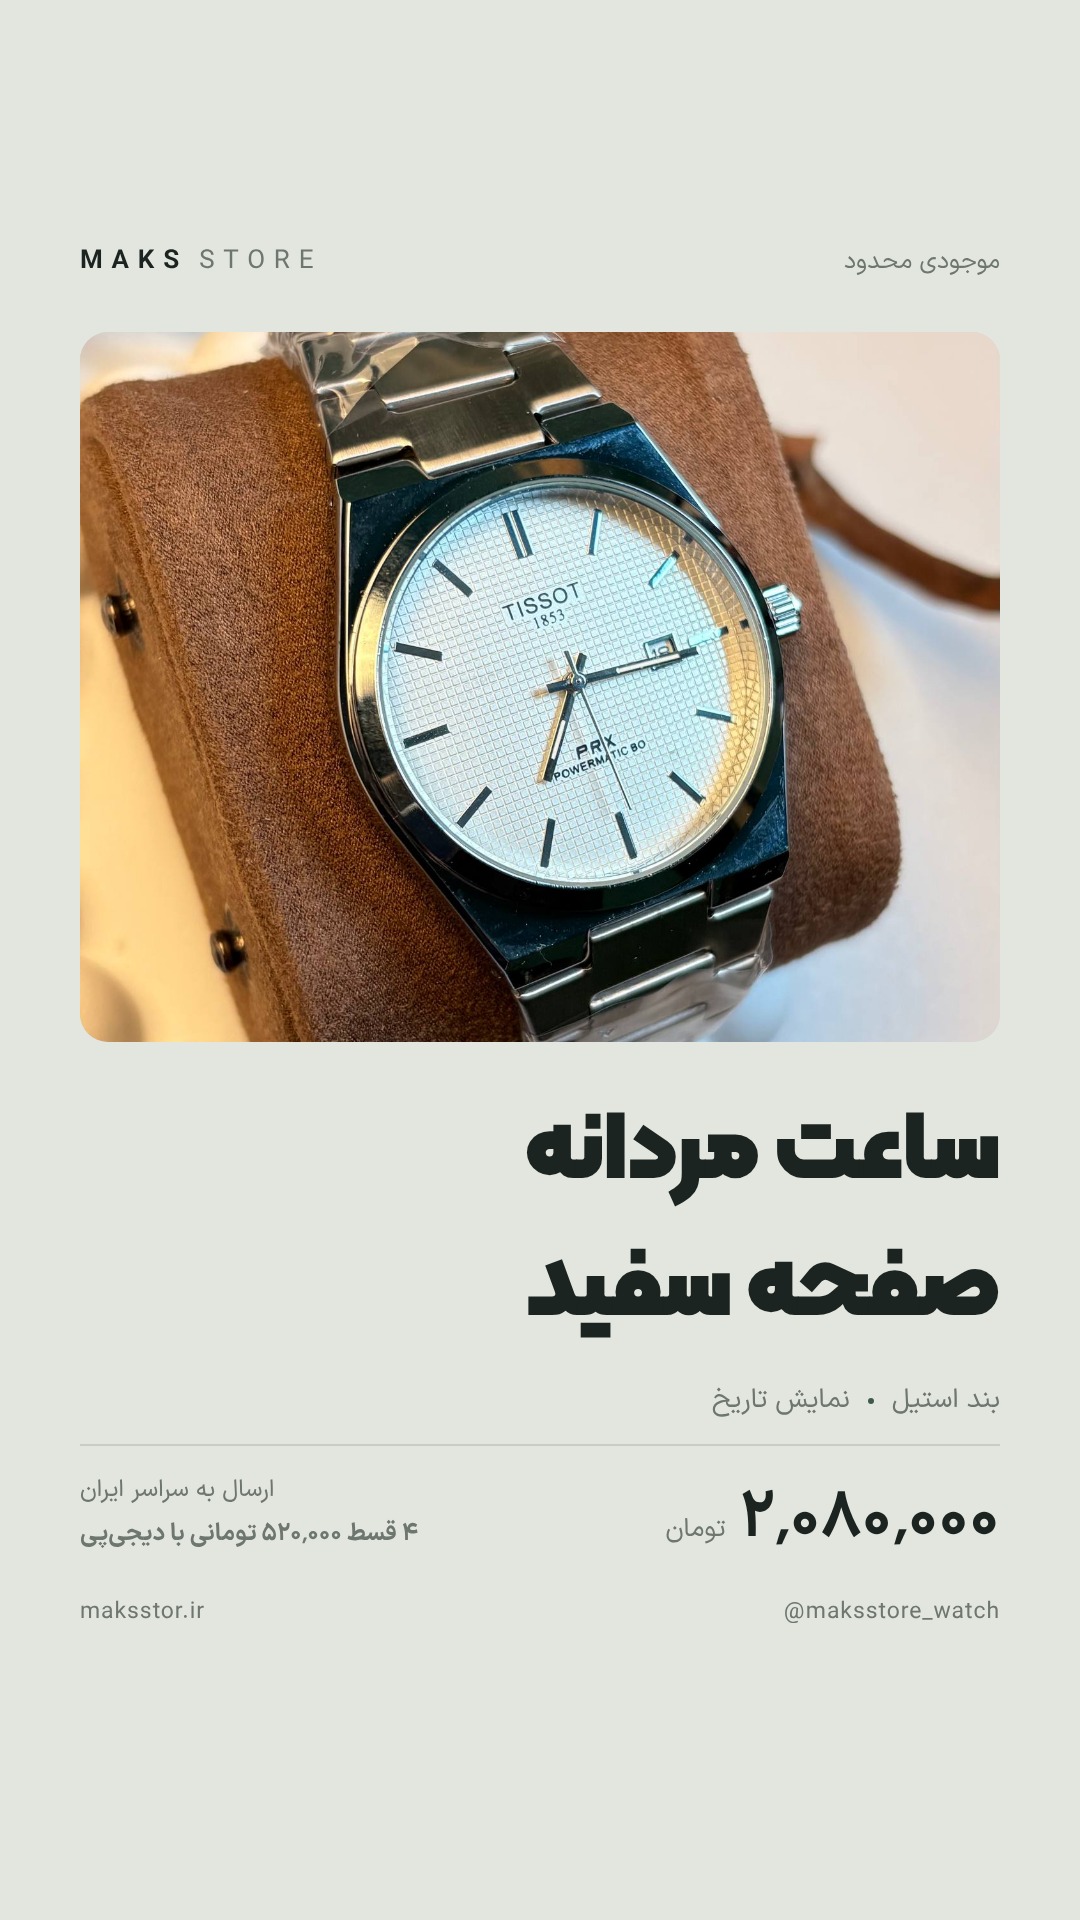 MAKS STORE
موجودی محدود
TISSOT
1853
PRX
POWERMATIC 80
ساعت مردانه
صفحه سفید
بند استیل • نمایش تاریخ
۲,۰۸۰,۰۰۰ تومان
ارسال به سراسر ایران
۴ قسط ۵۲۰,۰۰۰ تومانی با دیجی‌پی
@maksstore_watch
maksstor.ir